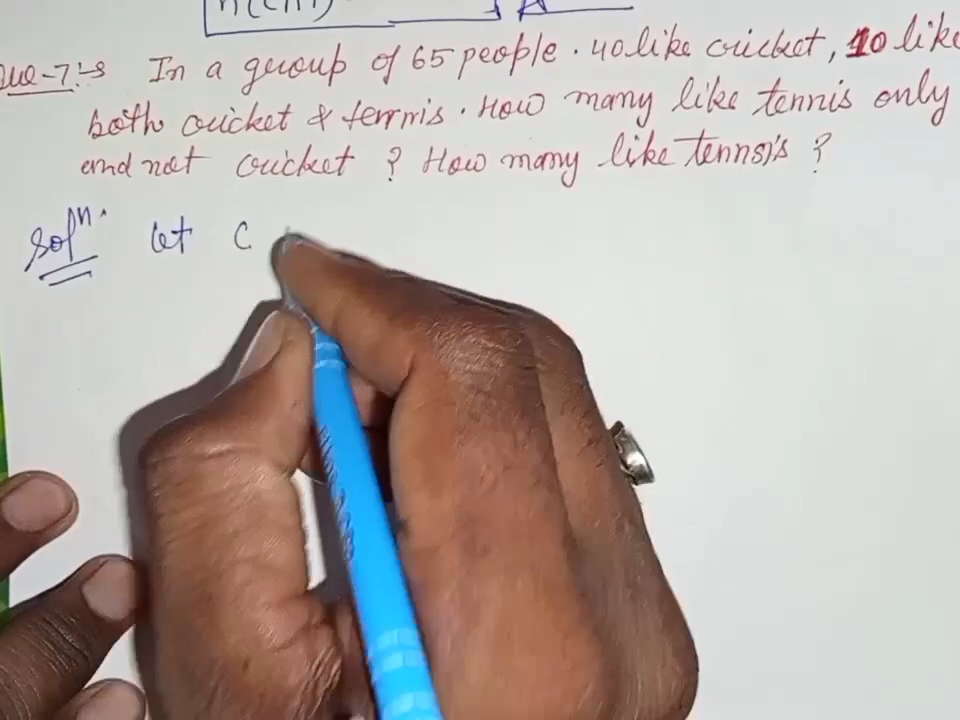 n(
Que-7:-s In a group of 65 people. 40 like cricket, 10 like
both cricket & tennis. How many like tennis only
and not cricket? How many like Tennsis?
Solⁿ. let C